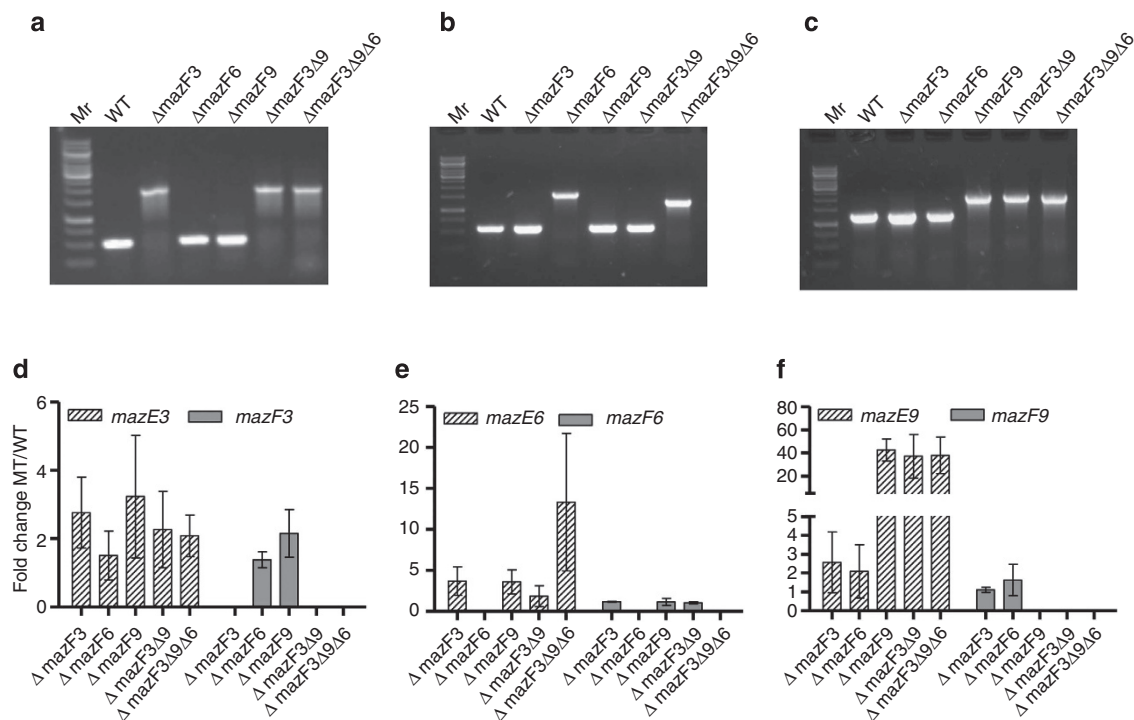 a
b
c
Mr WT ΔmazF3 ΔmazF6 ΔmazF9 ΔmazF3Δ9 ΔmazF3Δ9Δ6
Mr WT ΔmazF3 ΔmazF6 ΔmazF9 ΔmazF3Δ9 ΔmazF3Δ9Δ6
Mr WT ΔmazF3 ΔmazF6 ΔmazF9 ΔmazF3Δ9 ΔmazF3Δ9Δ6
d
Fold change MT/WT
6
4
2
0
mazE3 mazF3
Δ mazF3 Δ mazF6 Δ mazF9 Δ mazF3Δ9 Δ mazF3Δ9Δ6 Δ mazF3 Δ mazF6 Δ mazF9 Δ mazF3Δ9 Δ mazF3Δ9Δ6
e
25
20
15
10
5
0
mazE6 mazF6
Δ mazF3 Δ mazF6 Δ mazF9 Δ mazF3Δ9 Δ mazF3Δ9Δ6 Δ mazF3 Δ mazF6 Δ mazF9 Δ mazF3Δ9 Δ mazF3Δ9Δ6
f
80
60
40
20
5
4
3
2
1
0
mazE9 mazF9
Δ mazF3 Δ mazF6 Δ mazF9 Δ mazF3Δ9 Δ mazF3Δ9Δ6 Δ mazF3 Δ mazF6 Δ mazF9 Δ mazF3Δ9 Δ mazF3Δ9Δ6